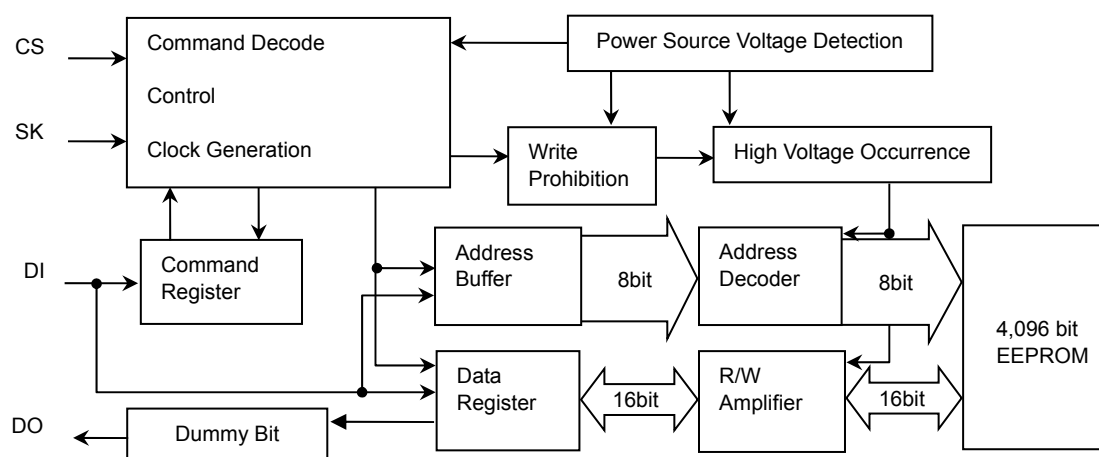 CS
Command Decode
Control
Clock Generation
Power Source Voltage Detection
SK
Write
Prohibition
High Voltage Occurrence
DI
Command
Register
Address
Buffer
8bit
Address
Decoder
8bit
4,096 bit
EEPROM
Data
Register
16bit
R/W
Amplifier
16bit
DO
Dummy Bit